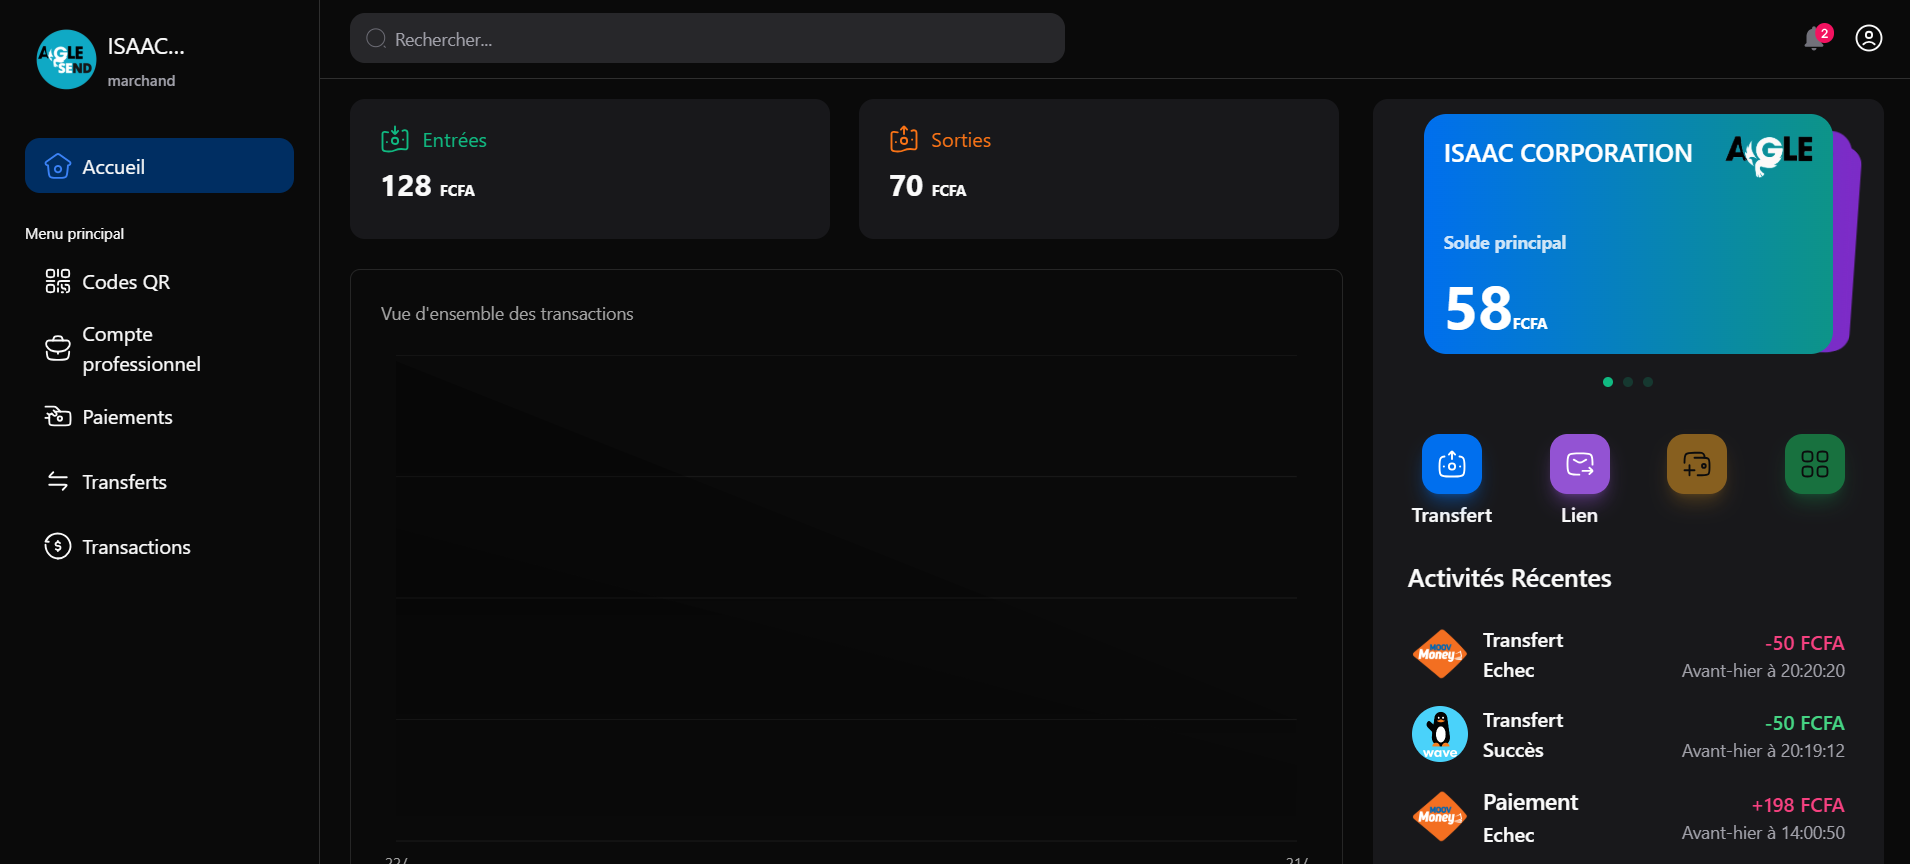 AGLE
SEND
ISAAC...
marchand
Accueil
Menu principal
Codes QR
Compte
professionnel
Paiements
Transferts
Transactions
Rechercher...
2
Entrées
128 FCFA
Sorties
70 FCFA
Vue d'ensemble des transactions
22/
21/
ISAAC CORPORATION
AGLE
Solde principal
58 FCFA
Transfert
Lien
Activités Récentes
MOOV
Money
Transfert
-50 FCFA
Echec
Avant-hier à 20:20:20
wave
Transfert
-50 FCFA
Succès
Avant-hier à 20:19:12
MOOV
Money
Paiement
+198 FCFA
Echec
Avant-hier à 14:00:50